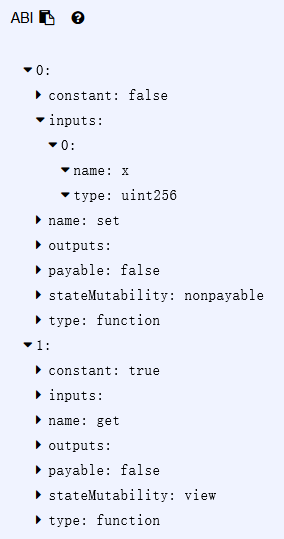 ABI
0:
constant: false
inputs:
0:
name: x
type: uint256
name: set
outputs:
payable: false
stateMutability: nonpayable
type: function
1:
constant: true
inputs:
name: get
outputs:
payable: false
stateMutability: view
type: function